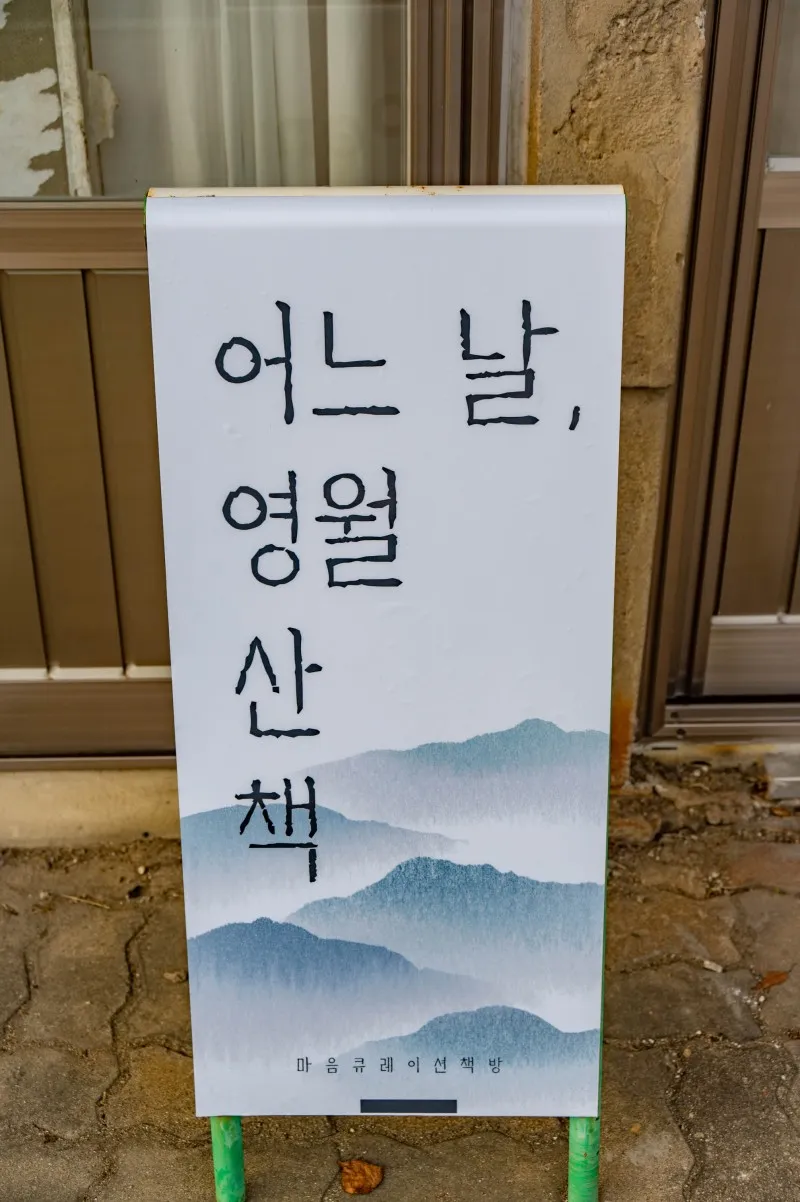 어느 날,
영월
산
책
마음큐레이션책방